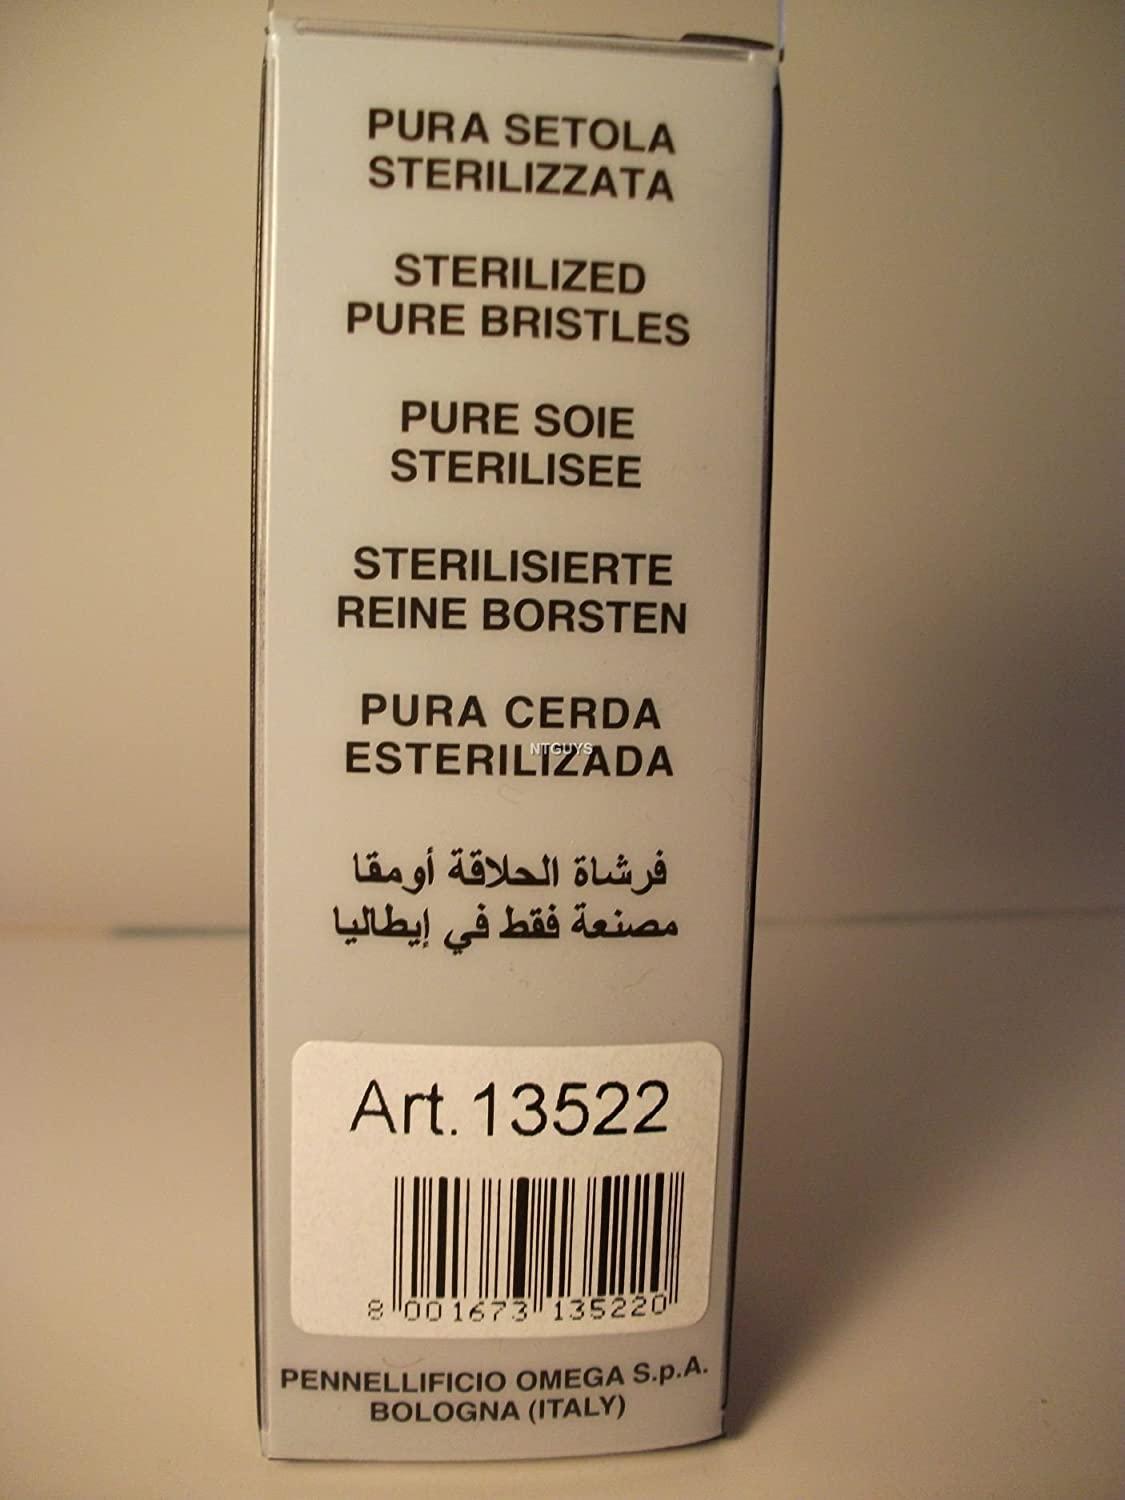 PURA SETOLA
STERILIZZATA
STERILIZED
PURE BRISTLES
PURE SOIE
STERILISEE
STERILISIERTE
REINE BORSTEN
PURA CERDA
ESTERILIZADA
NTGUYS
فرشاة الحلاقة أومقا
مصنعة فقط في إيطاليا
Art. 13522
8 001673 135220
PENNELLIFICIO OMEGA S.p.A.
BOLOGNA (ITALY)